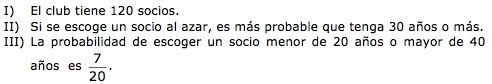 I) El club tiene 120 socios.
II) Si se escoge un socio al azar, es más probable que tenga 30 años o más.
III) La probabilidad de escoger un socio menor de 20 años o mayor de 40
años es 7/20.